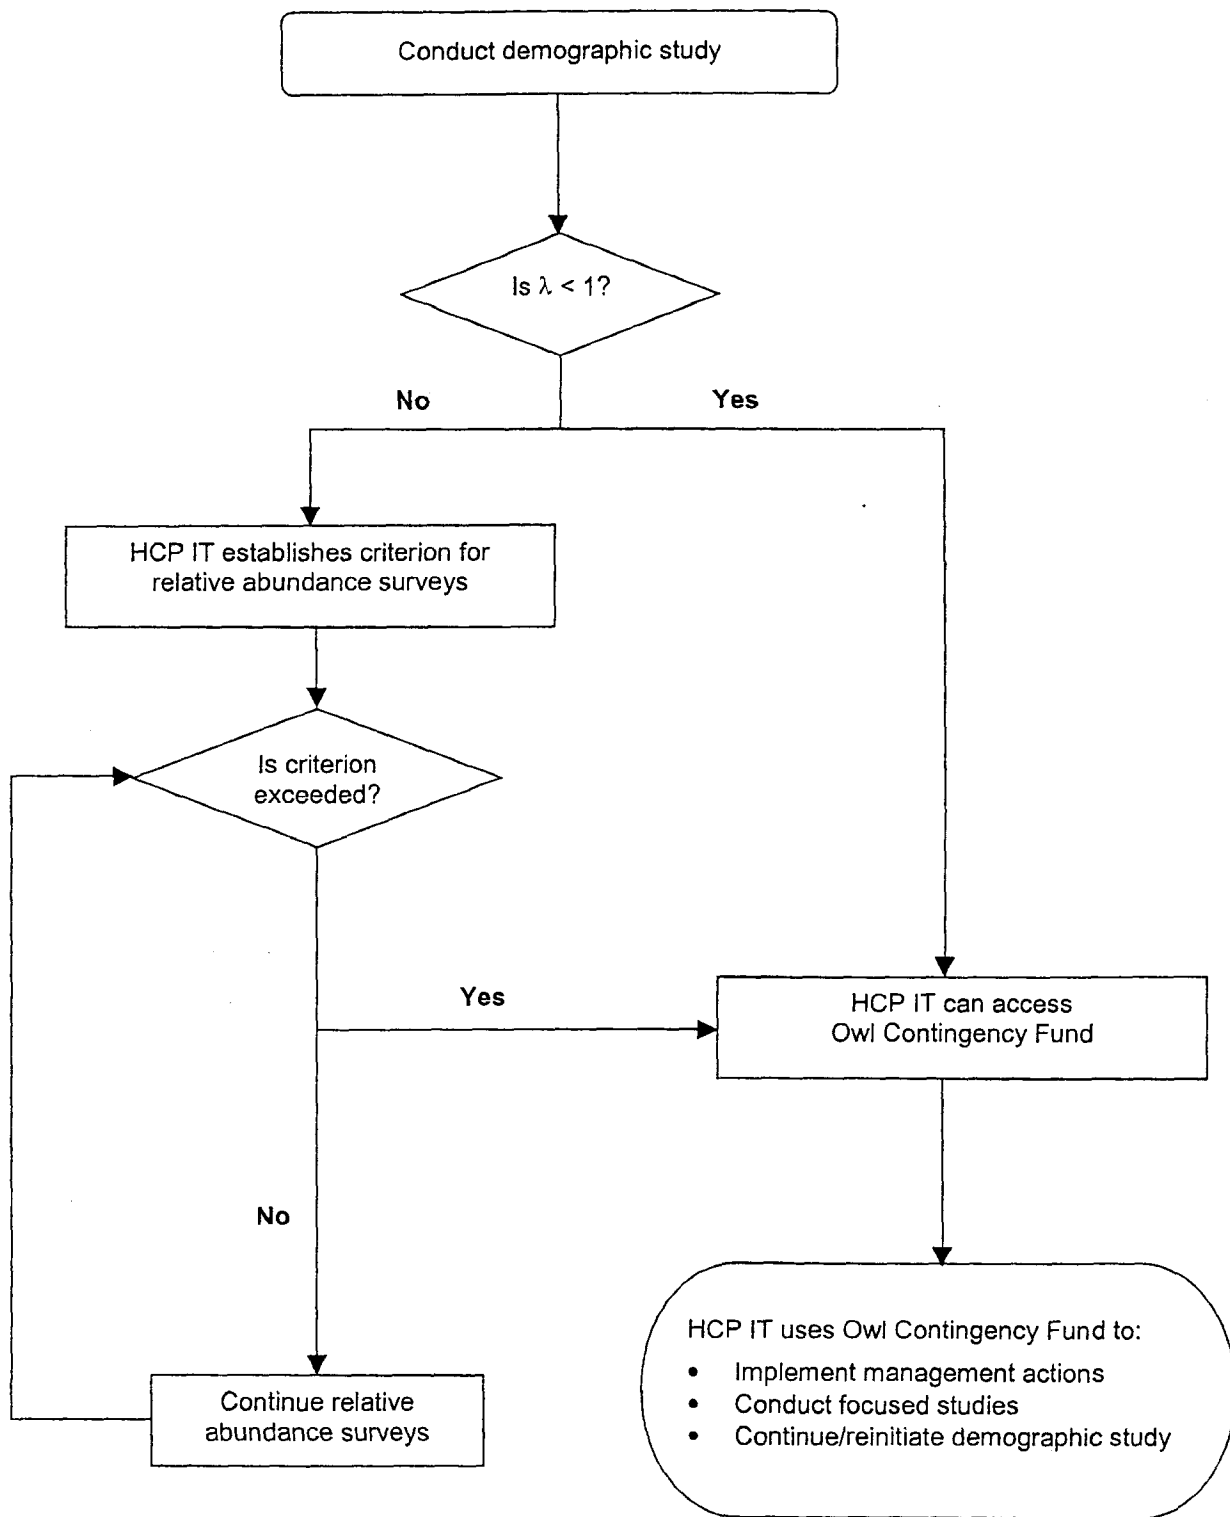 Conduct demographic study
Is λ < 1?
No
Yes
HCP IT establishes criterion for
relative abundance surveys
Is criterion
exceeded?
Yes
HCP IT can access
Owl Contingency Fund
No
HCP IT uses Owl Contingency Fund to:
• Implement management actions
• Conduct focused studies
• Continue/reinitiate demographic study
Continue relative
abundance surveys